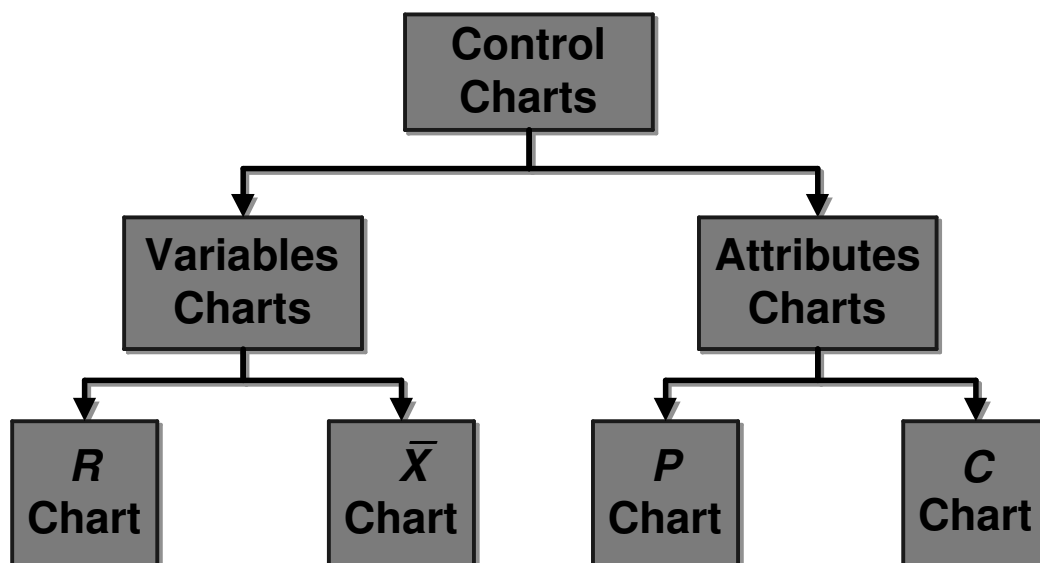 Control
Charts
Variables
Charts
Attributes
Charts
R
Chart
X̅
Chart
P
Chart
C
Chart